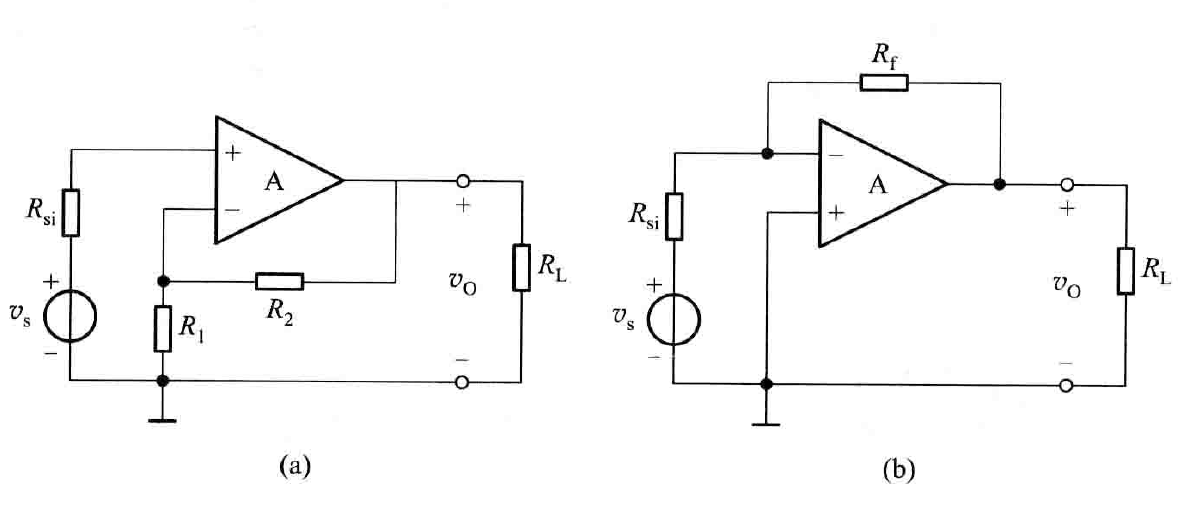 R_f
+
A
−
R_si
+
v_s
−
R_1
R_2
+
v_O
−
R_L
(a)
−
A
+
R_si
+
v_s
−
+
v_O
−
R_L
(b)